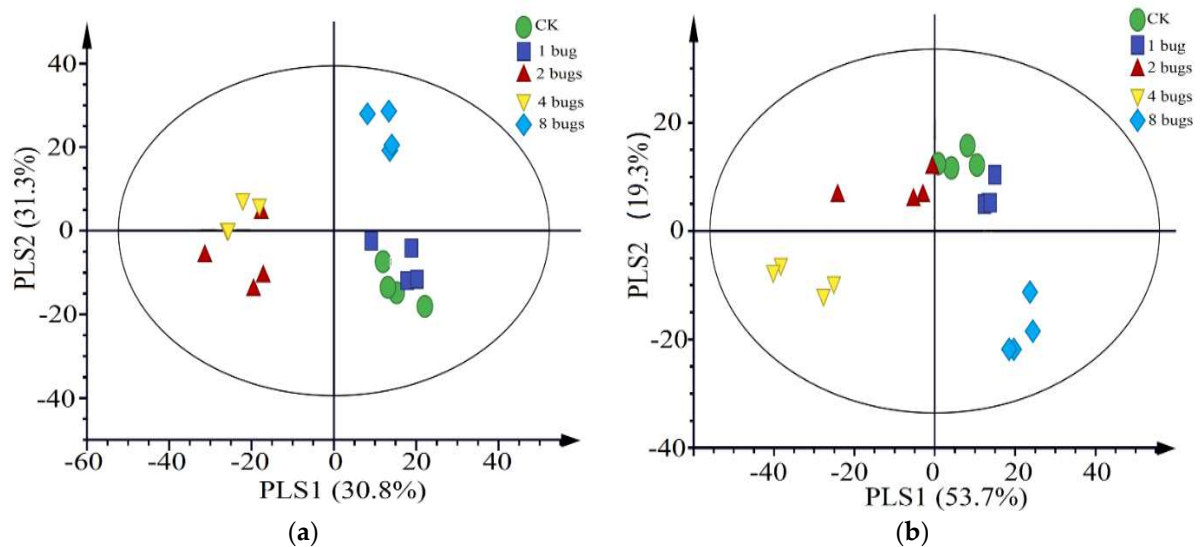 CK
1 bug
2 bugs
4 bugs
8 bugs
40
20
0
-20
-40
-60
-40
-20
0
20
40
PLS2 (31.3%)
PLS1 (30.8%)
(a)
CK
1 bug
2 bugs
4 bugs
8 bugs
20
0
-20
-40
-40
-20
0
20
40
PLS2 (19.3%)
PLS1 (53.7%)
(b)